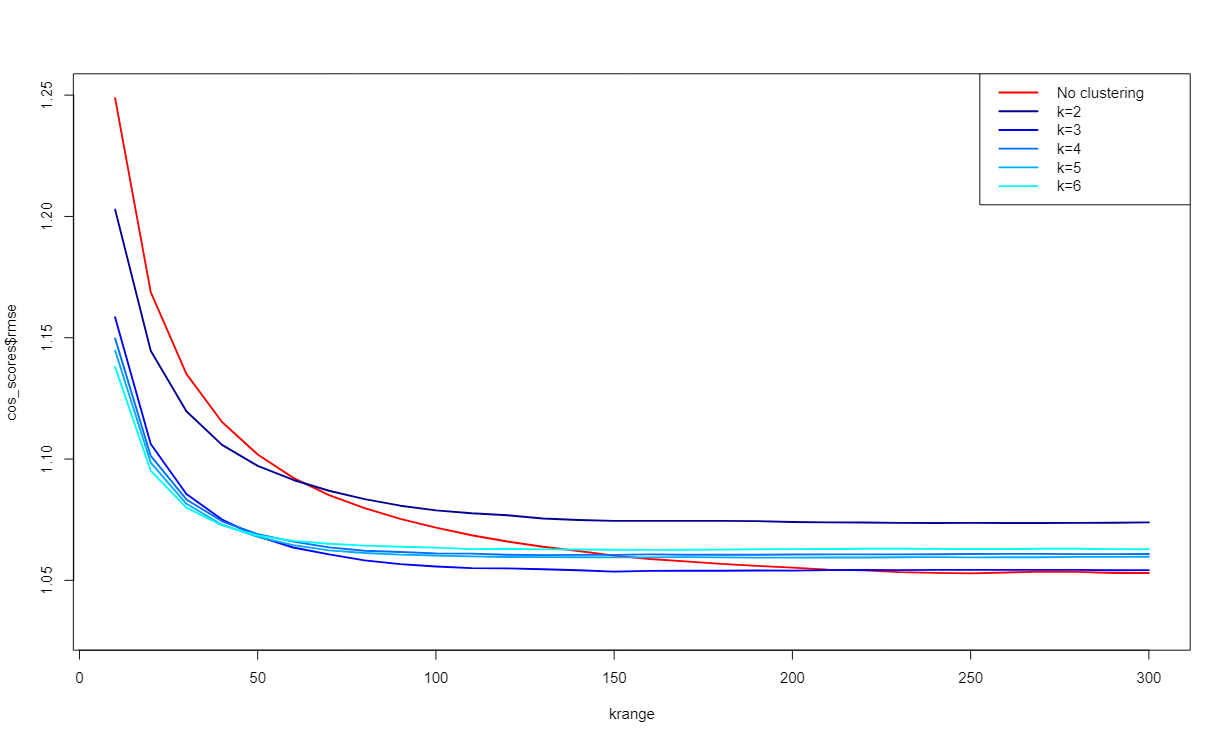 No clustering
k=2
k=3
k=4
k=5
k=6
1.25
1.20
1.15
1.10
1.05
cos_scores$rmse
0 50 100 150 200 250 300
krange